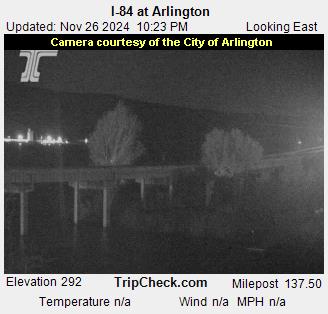 I-84 at Arlington
Updated: Nov 26 2024 10:23 PM Looking East
Camera courtesy of the City of Arlington
Elevation 292 TripCheck.com Milepost 137.50
Temperature n/a Wind n/a MPH n/a